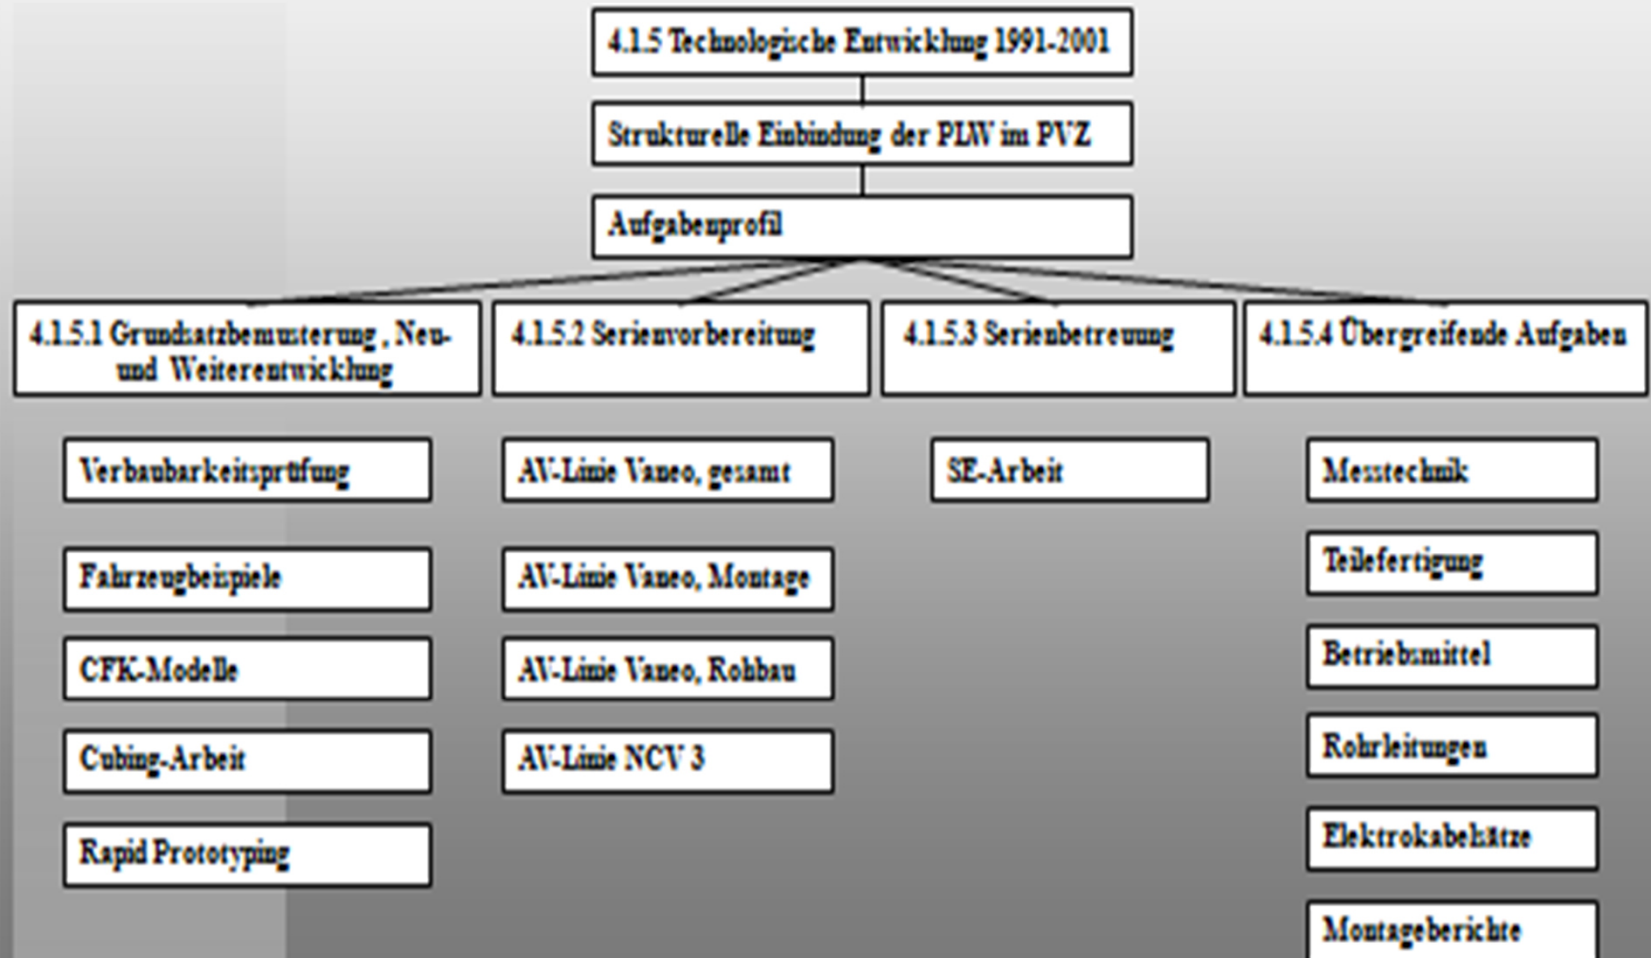 4.1.5 Technologische Entwicklung 1991-2001
Strukturelle Einbindung der PLW im PVZ
Aufgabenprofil
4.1.5.1 Grundsatzbemusterung , Neu-
und Weiterentwicklung
4.1.5.2 Serienvorbereitung
4.1.5.3 Serienbetreuung
4.1.5.4 Übergreifende Aufgaben
Verbaubarkeitsprüfung
Fahrzeugbeispiele
CFK-Modelle
Cubing-Arbeit
Rapid Prototyping
AV-Linie Vaneo, gesamt
AV-Linie Vaneo, Montage
AV-Linie Vaneo, Rohbau
AV-Linie NCV 3
SE-Arbeit
Messtechnik
Teilefertigung
Betriebsmittel
Rohrleitungen
Elektrokabelsätze
Montageberichte